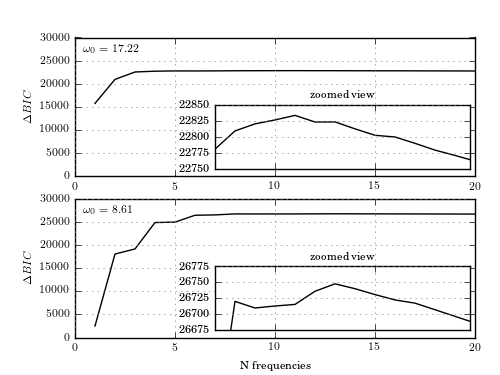 ω₀ = 17.22
ΔBIC
30000
25000
20000
15000
10000
5000
0
zoomed view
22850
22825
22800
22775
22750
0 5 10 15 20
ω₀ = 8.61
ΔBIC
30000
25000
20000
15000
10000
5000
0
zoomed view
26775
26750
26725
26700
26675
0 5 10 15 20
N frequencies